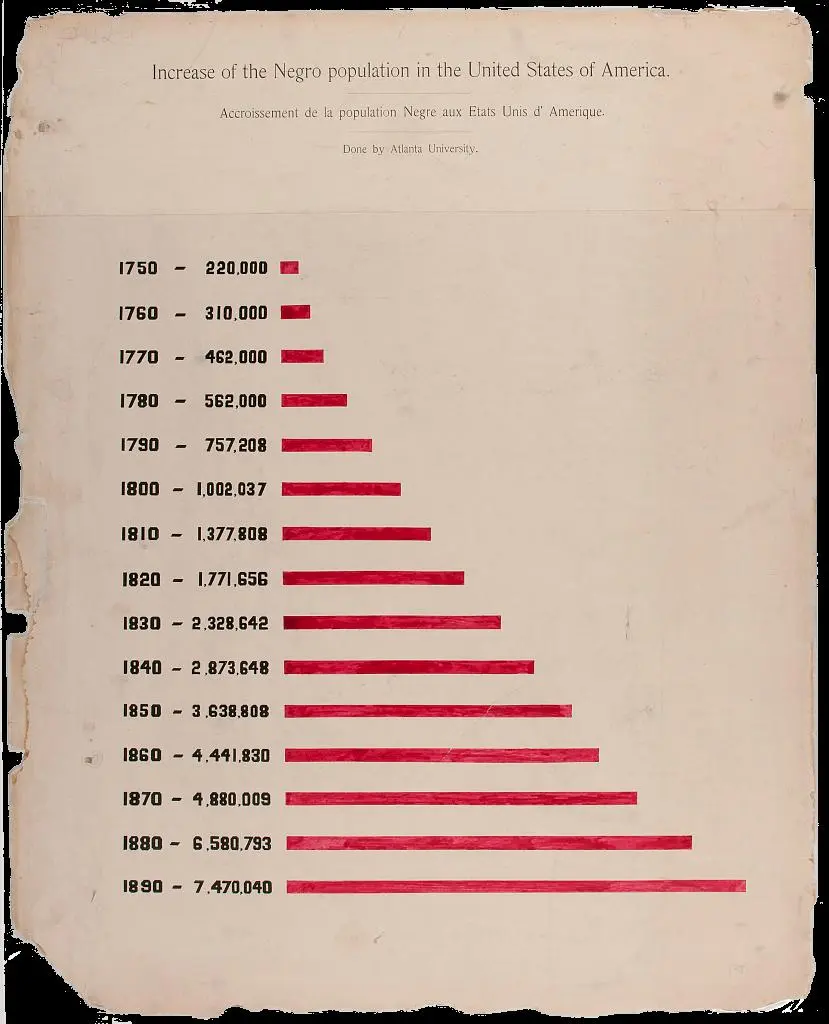 Increase of the Negro population in the United States of America.
Accroissement de la population Negre aux Etats Unis d' Amerique.
Done by Atlanta University.
1750 – 220,000
1760 – 310,000
1770 – 462,000
1780 – 562,000
1790 – 757,208
1800 – 1,002,037
1810 – 1,377,808
1820 – 1,771,656
1830 – 2,328,642
1840 – 2,873,648
1850 – 3,638,808
1860 – 4,441,830
1870 – 4,880,009
1880 – 6,580,793
1890 – 7,470,040